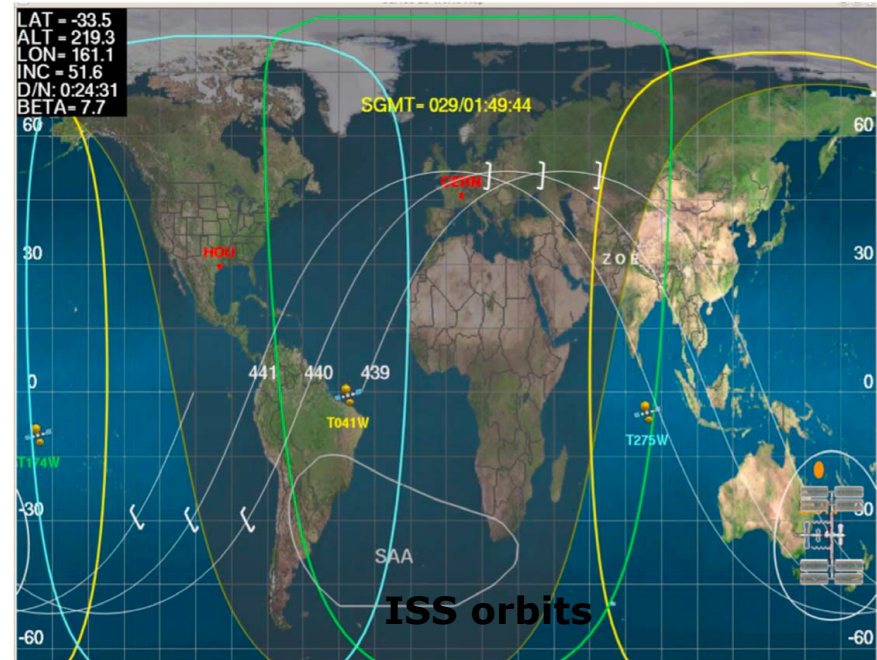 LAT = -33.5
ALT = 219.3
LON= 161.1
INC = 51.6
D/N: 0:24:31
BETA= 7.7
SGMT= 029/01:49:44
60 60
CERN
HOU
30 30
Z O E
441 440 439
0 0
T041W
T275W
T174W
-30 -30
SAA
ISS orbits
-60 -60